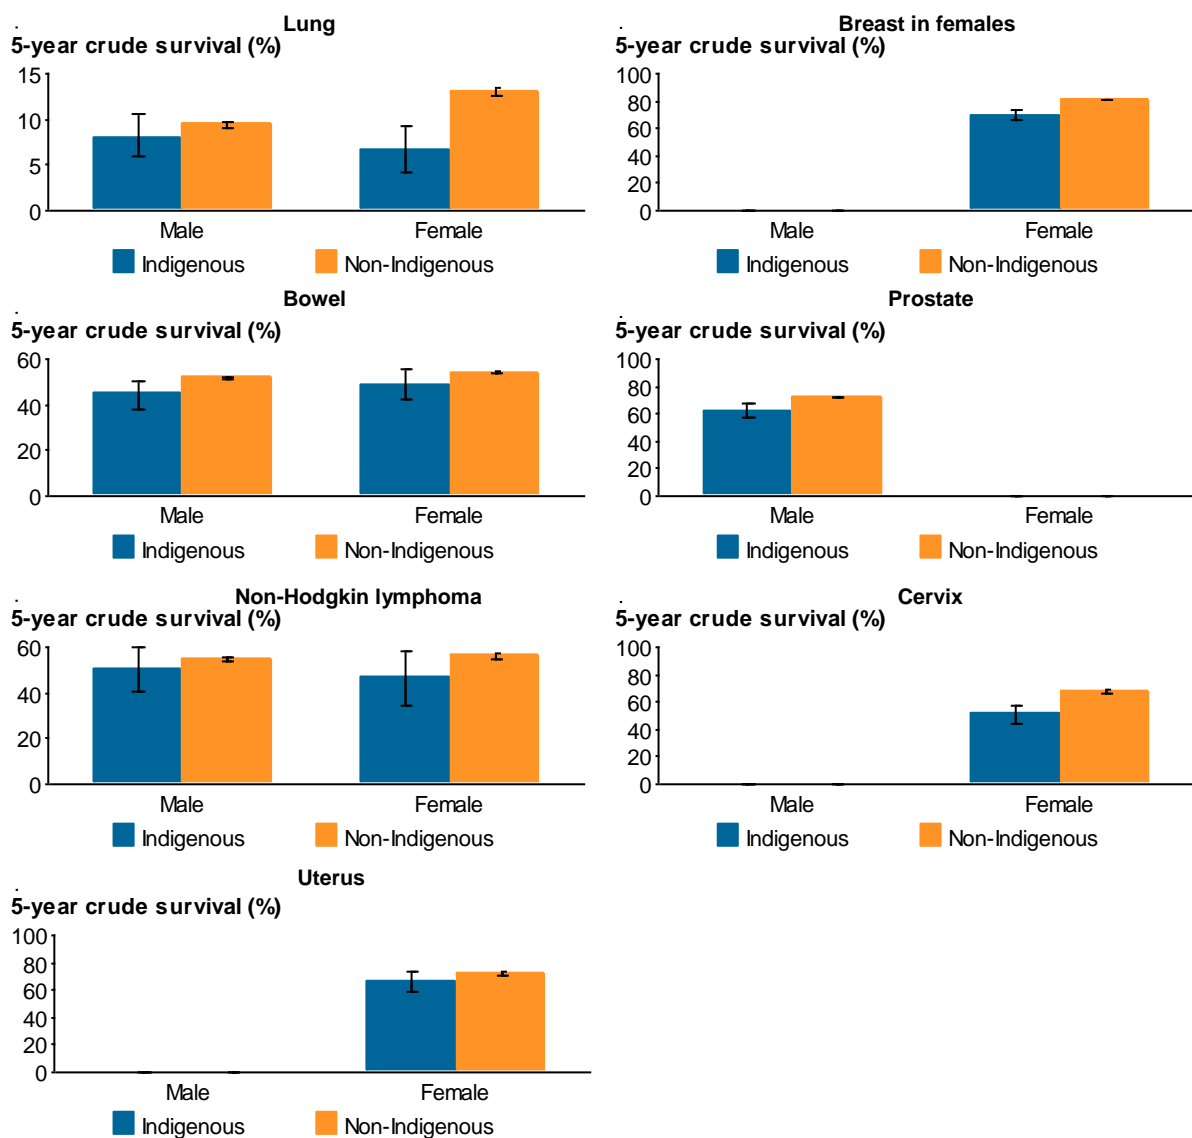 Lung
5-year crude survival (%)
15
10
5
0
Male Female
Indigenous Non-Indigenous
Breast in females
5-year crude survival (%)
100
80
60
40
20
0
Male Female
Indigenous Non-Indigenous
Bowel
5-year crude survival (%)
60
40
20
0
Male Female
Indigenous Non-Indigenous
Prostate
5-year crude survival (%)
100
80
60
40
20
0
Male Female
Indigenous Non-Indigenous
Non-Hodgkin lymphoma
5-year crude survival (%)
60
40
20
0
Male Female
Indigenous Non-Indigenous
Cervix
5-year crude survival (%)
100
80
60
40
20
0
Male Female
Indigenous Non-Indigenous
Uterus
5-year crude survival (%)
100
80
60
40
20
0
Male Female
Indigenous Non-Indigenous